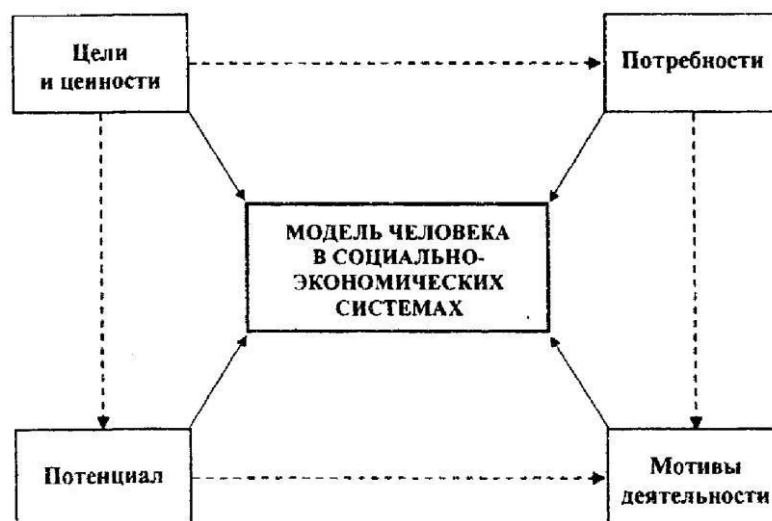 Цели
и ценности
Потребности
МОДЕЛЬ ЧЕЛОВЕКА
В СОЦИАЛЬНО-
ЭКОНОМИЧЕСКИХ
СИСТЕМАХ
Потенциал
Мотивы
деятельности